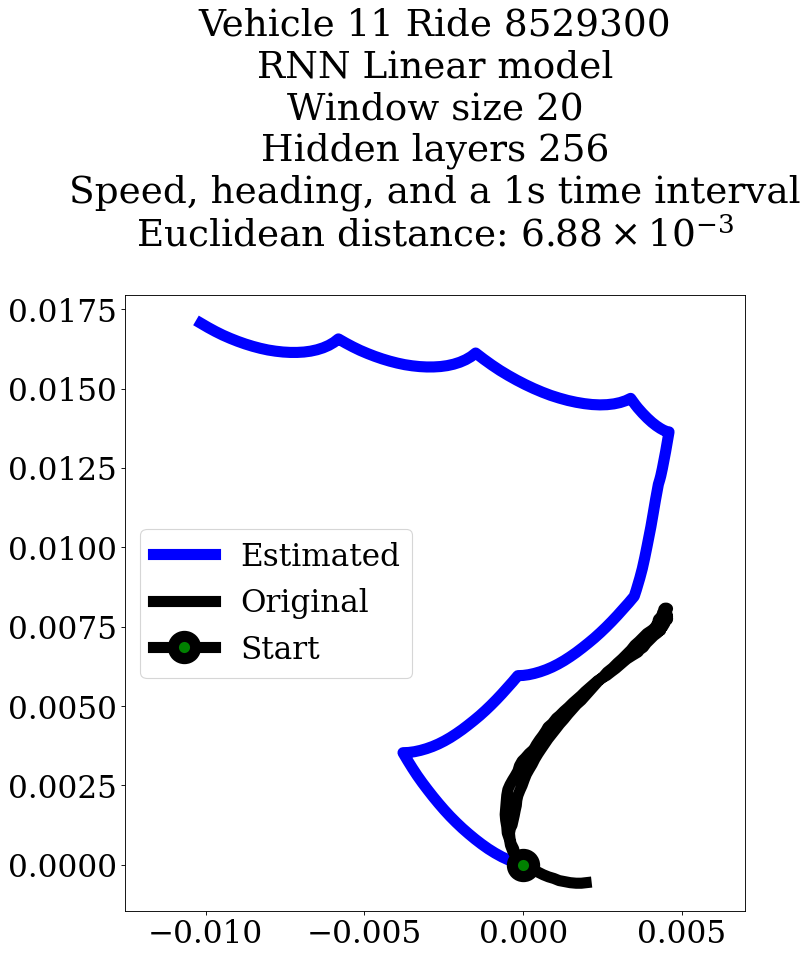 Vehicle 11 Ride 8529300
RNN Linear model
Window size 20
Hidden layers 256
Speed, heading, and a 1s time interval
Euclidean distance: 6.88 × 10⁻³
0.0175
0.0150
0.0125
0.0100
0.0075
0.0050
0.0025
0.0000
Estimated
Original
Start
−0.010 −0.005 0.000 0.005